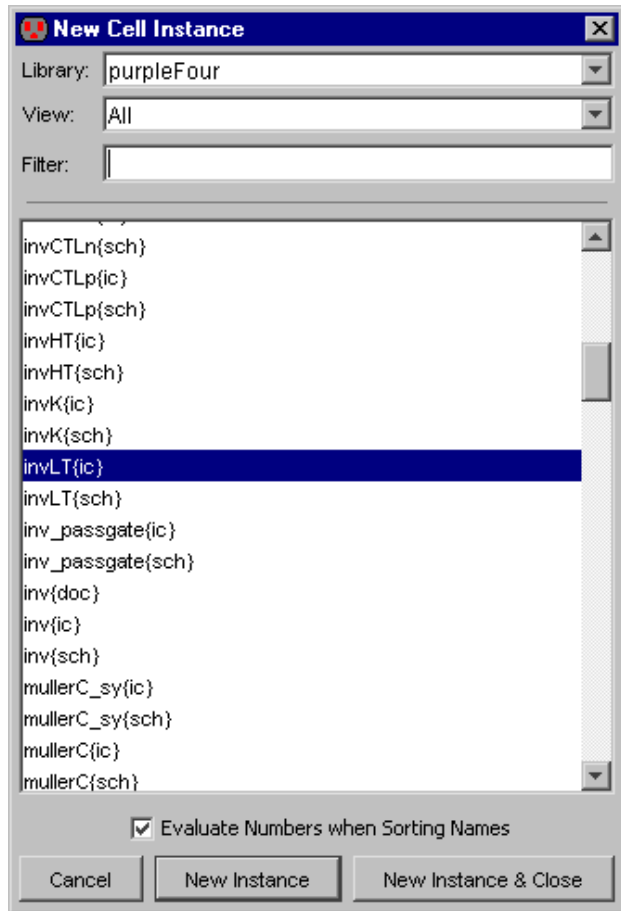 New Cell Instance
Library: purpleFour
View: All
Filter:
invCTLn{sch}
invCTLp{ic}
invCTLp{sch}
invHT{ic}
invHT{sch}
invK{ic}
invK{sch}
invLT{ic}
invLT{sch}
inv_passgate{ic}
inv_passgate{sch}
inv{doc}
inv{ic}
inv{sch}
mullerC_sy{ic}
mullerC_sy{sch}
mullerC{ic}
mullerC{sch}
Evaluate Numbers when Sorting Names
Cancel New Instance New Instance & Close